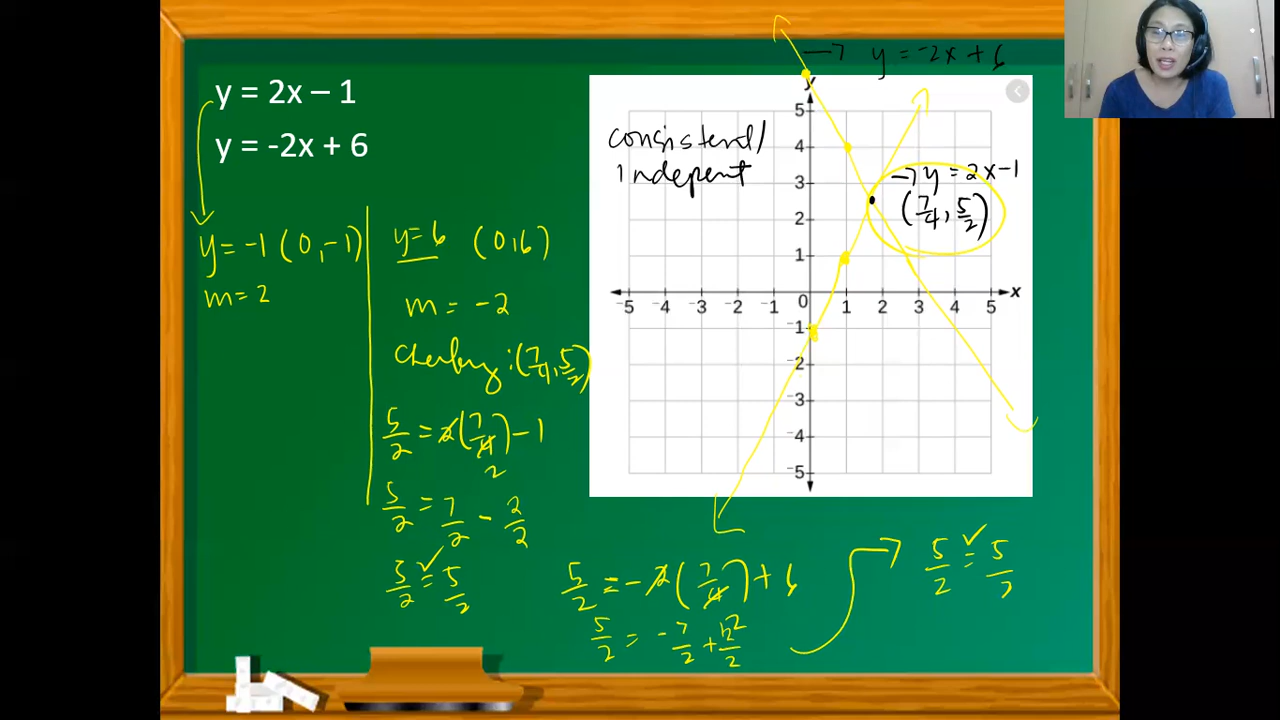 y = 2x – 1
y = -2x + 6
y = -1 (0,-1)
m = 2
y = 6 (0,6)
m = -2
: (7/4, 5/2)
5/2 = 2(7/4) - 1
2
5/2 = 7/2 - 2/2
5/2 = 5/2
→ y = -2x + 6
consistent/
Indepent
→ y = 2x-1
(7/4, 5/2)
y
5
4
3
2
1
-5 -4 -3 -2 -1 0 1 2 3 4 5 x
-1
-2
-3
-4
-5
5/2 = -2(7/4) + 6
5/2 = -7/2 + 12/2
5/2 = 5/2